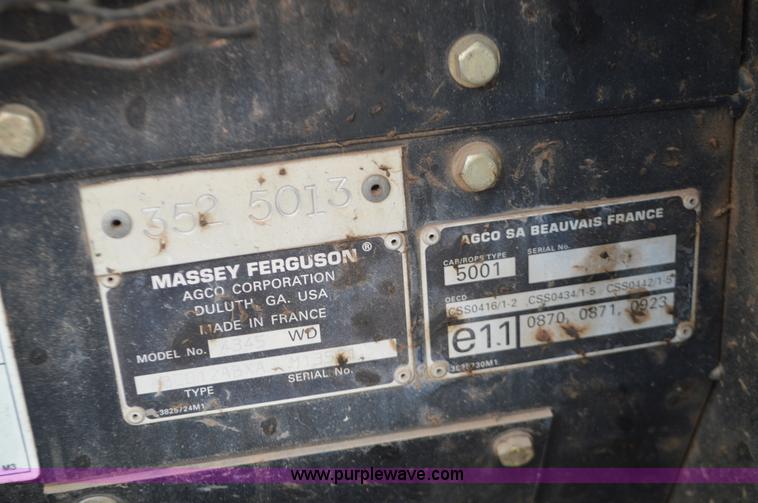 352 5013
MASSEY FERGUSON®
AGCO CORPORATION
DULUTH, GA. USA
MADE IN FRANCE
MODEL No. 4345 WD
TYPE SERIAL No.
3825724M1
AGCO SA BEAUVAIS FRANCE
CAB/ROPS TYPE SERIAL No.
5001
OECD
CSS0416/1-2 ,CSS0434/1-5 , CSS0442/1-5
e11 0870, 0871, 0923
M3
www.purplewave.com